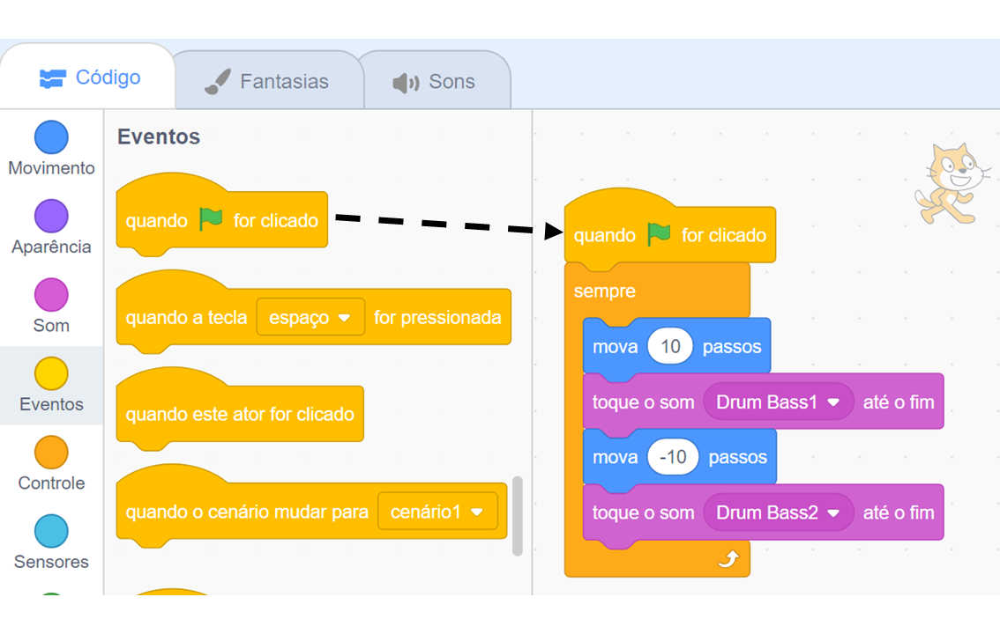 Código
Fantasias
Sons
Movimento
Aparência
Som
Eventos
Controle
Sensores
Eventos
quando for clicado
quando a tecla espaço for pressionada
quando este ator for clicado
quando o cenário mudar para cenário1
quando for clicado
sempre
mova 10 passos
toque o som Drum Bass1 até o fim
mova -10 passos
toque o som Drum Bass2 até o fim